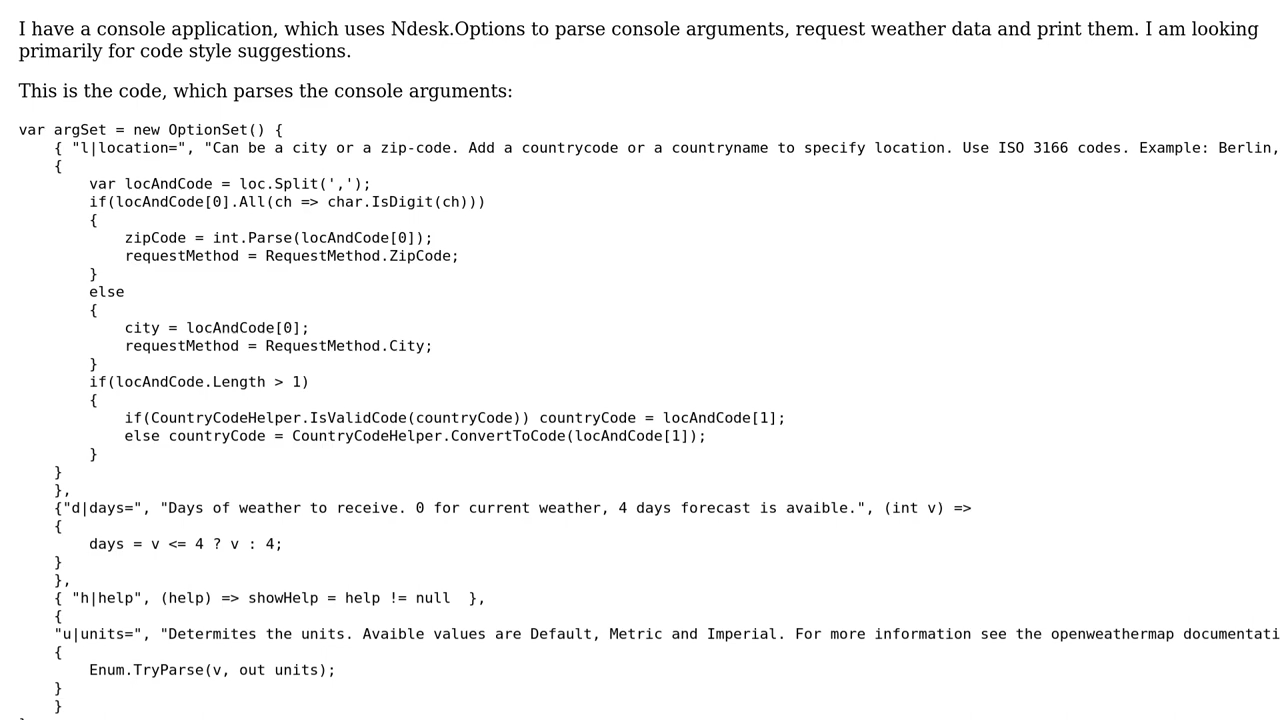 I have a console application, which uses Ndesk.Options to parse console arguments, request weather data and print them. I am looking
primarily for code style suggestions.
This is the code, which parses the console arguments:
var argSet = new OptionSet() {
    { "l|location=", "Can be a city or a zip-code. Add a countrycode or a countryname to specify location. Use ISO 3166 codes. Example: Berlin,
    {
        var locAndCode = loc.Split(',');
        if(locAndCode[0].All(ch => char.IsDigit(ch)))
        {
            zipCode = int.Parse(locAndCode[0]);
            requestMethod = RequestMethod.ZipCode;
        }
        else
        {
            city = locAndCode[0];
            requestMethod = RequestMethod.City;
        }
        if(locAndCode.Length > 1)
        {
            if(CountryCodeHelper.IsValidCode(countryCode)) countryCode = locAndCode[1];
            else countryCode = CountryCodeHelper.ConvertToCode(locAndCode[1]);
        }
    }
    },
    {"d|days=", "Days of weather to receive. 0 for current weather, 4 days forecast is avaible.", (int v) =>
    {
        days = v <= 4 ? v : 4;
    }
    },
    { "h|help", (help) => showHelp = help != null  },
    {
    "u|units=", "Determites the units. Avaible values are Default, Metric and Imperial. For more information see the openweathermap documentati
    {
        Enum.TryParse(v, out units);
    }
    }